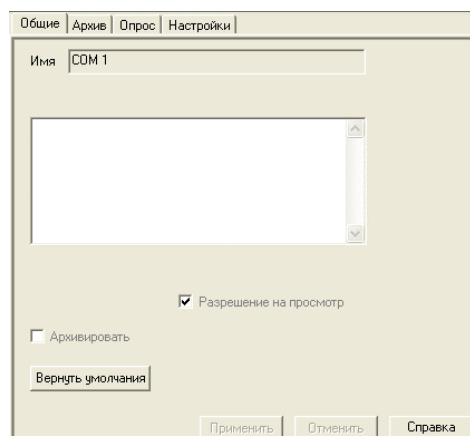 Общие Архив Опрос Настройки
Имя COM 1
Разрешение на просмотр
Архивировать
Вернуть умолчания
Применить Отменить Справка